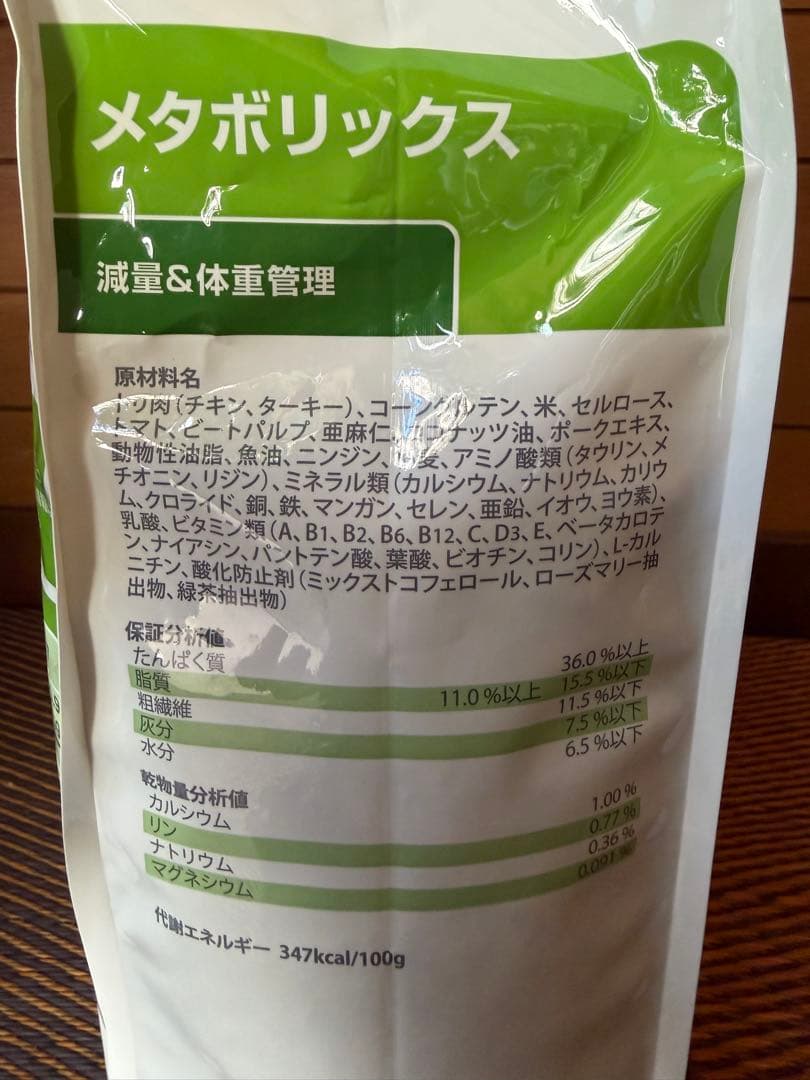 メタボリックス
減量&体重管理
原材料名
トリ肉(チキン、ターキー)、コーングルテン、米、セルロース、
トマト、ビートパルプ、亜麻仁、ココナッツ油、ポークエキス、
動物性油脂、魚油、ニンジン、 アミノ酸類(タウリン、メ
チオニン、リジン)、ミネラル類(カルシウム、ナトリウム、カリウ
ム、クロライド、銅、鉄、マンガン、セレン、亜鉛、イオウ、ヨウ素)、
乳酸、ビタミン類(A、B1、B2、B6、B12、C、D3、E、ベータカロテ
ン、ナイアシン、パントテン酸、葉酸、ビオチン、コリン)、L-カル
ニチン、酸化防止剤(ミックストコフェロール、ローズマリー抽
出物、緑茶抽出物)
保証分析値
たんぱく質 36.0%以上
脂質 11.0%以上 15.5%以下
粗繊維 11.5%以下
灰分 7.5%以下
水分 6.5%以下
乾物量分析値
カルシウム 1.00%
リン 0.77%
ナトリウム 0.36%
マグネシウム 0.091%
代謝エネルギー 347kcal/100g